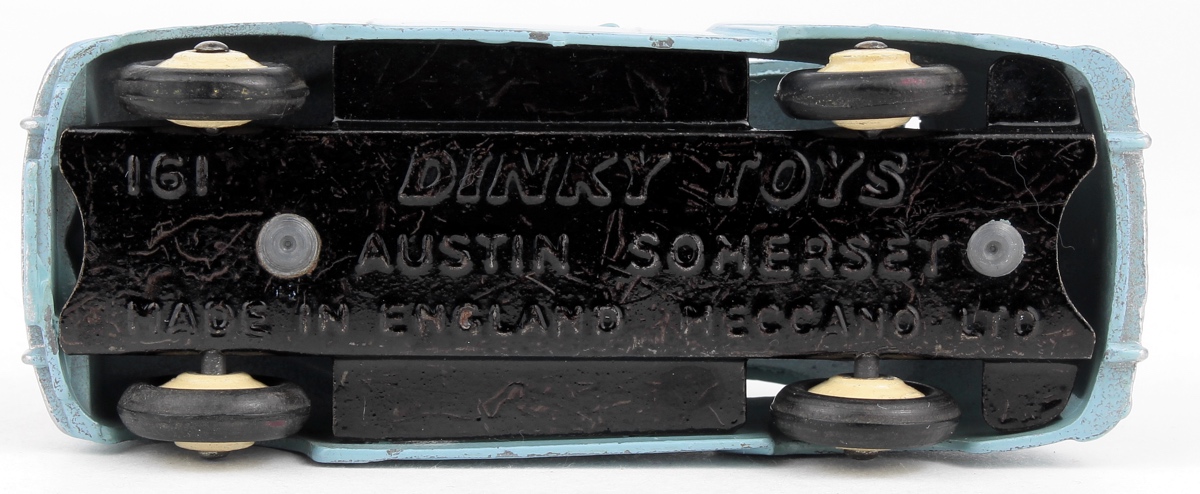 161 DINKY TOYS
AUSTIN SOMERSET
MADE IN ENGLAND MECCANO LTD